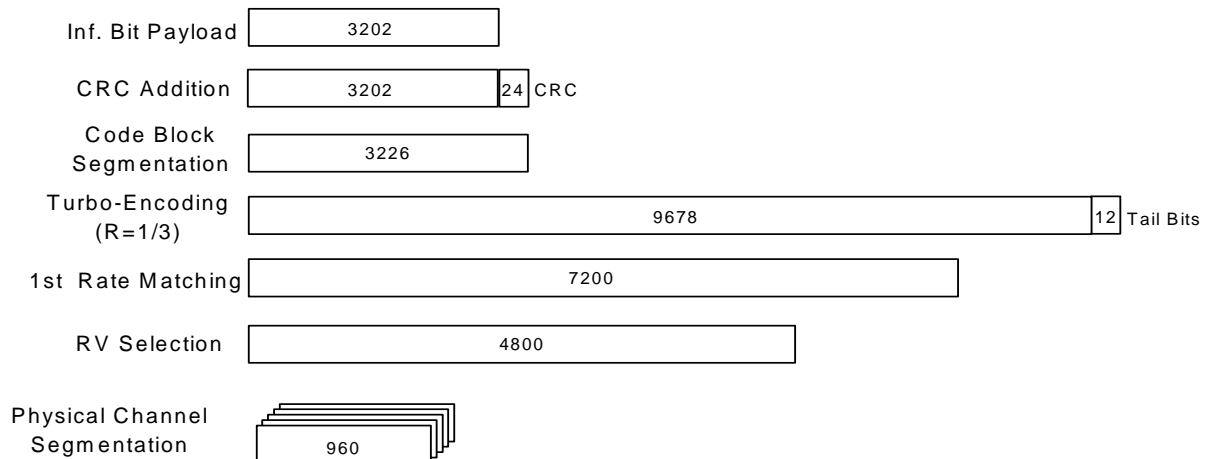 Inf. Bit Payload 3202
CRC Addition 3202 24 CRC
Code Block
Segmentation 3226
Turbo-Encoding
(R=1/3) 9678 12 Tail Bits
1st Rate Matching 7200
RV Selection 4800
Physical Channel
Segmentation 960